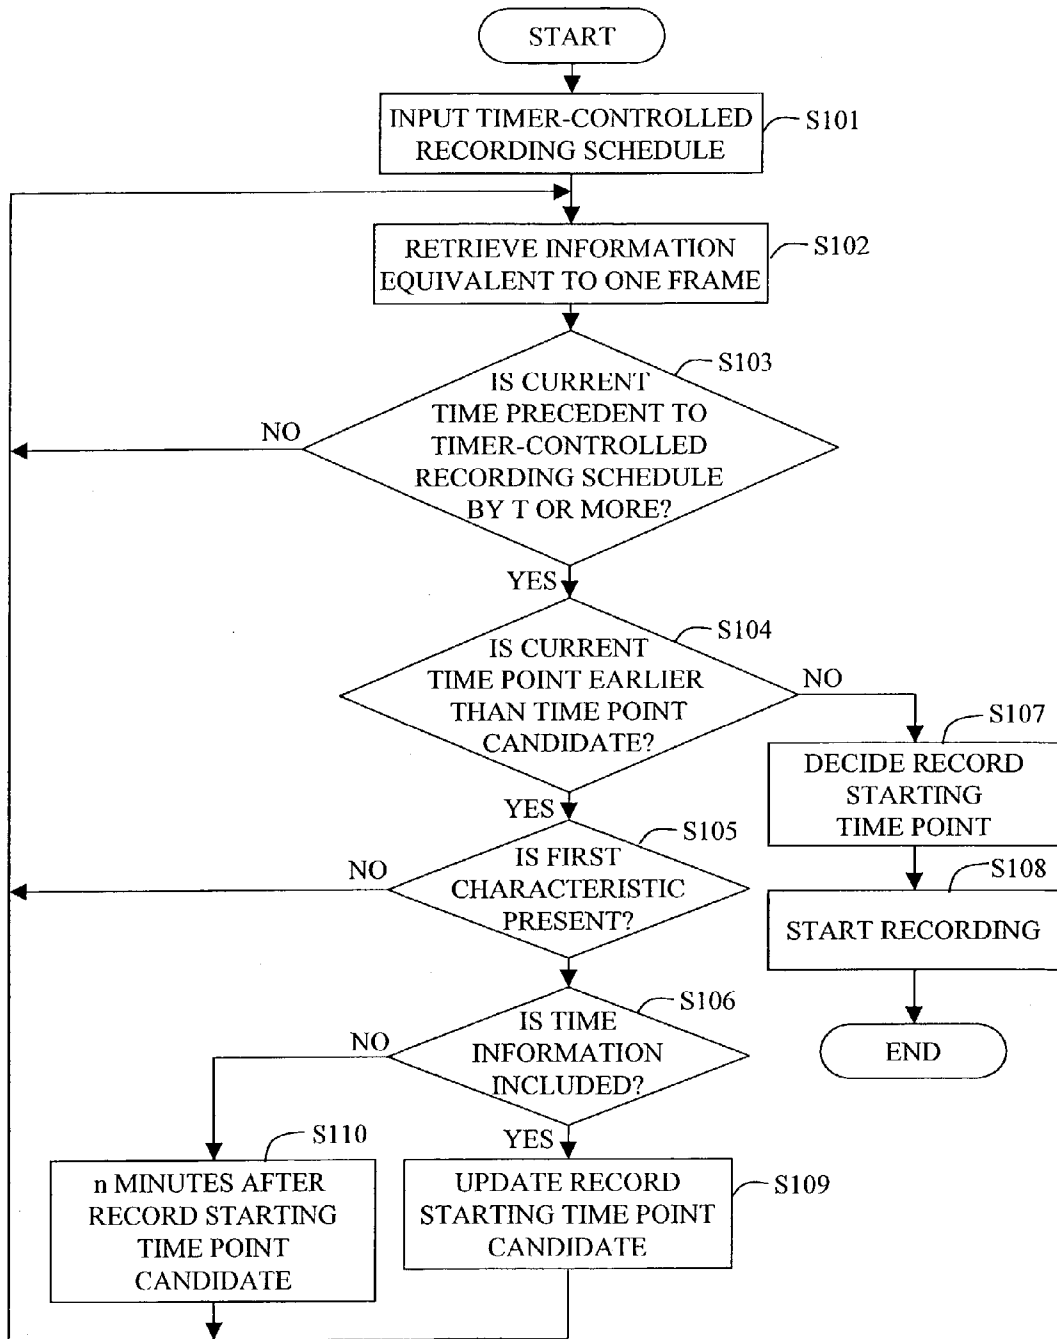 START
INPUT TIMER-CONTROLLED
RECORDING SCHEDULE
S101
RETRIEVE INFORMATION
EQUIVALENT TO ONE FRAME
S102
IS CURRENT
TIME PRECEDENT TO
TIMER-CONTROLLED
RECORDING SCHEDULE
BY T OR MORE?
S103
NO
YES
IS CURRENT
TIME POINT EARLIER
THAN TIME POINT
CANDIDATE?
S104
NO
YES
DECIDE RECORD
STARTING
TIME POINT
S107
IS FIRST
CHARACTERISTIC
PRESENT?
S105
NO
START RECORDING
S108
IS TIME
INFORMATION
INCLUDED?
S106
NO
YES
END
n MINUTES AFTER
RECORD STARTING
TIME POINT
CANDIDATE
S110
UPDATE RECORD
STARTING TIME POINT
CANDIDATE
S109